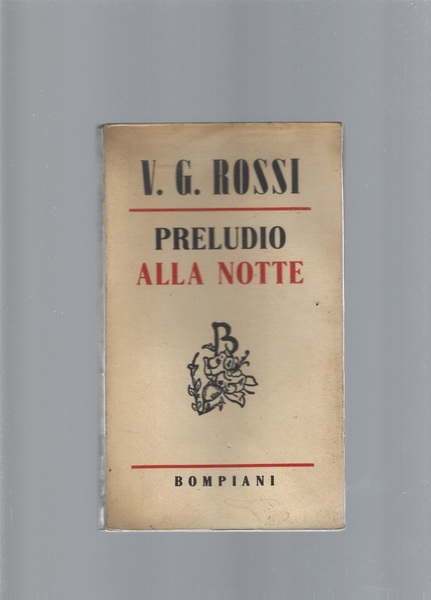 V. G. ROSSI
PRELUDIO
ALLA NOTTE
B
BOMPIANI